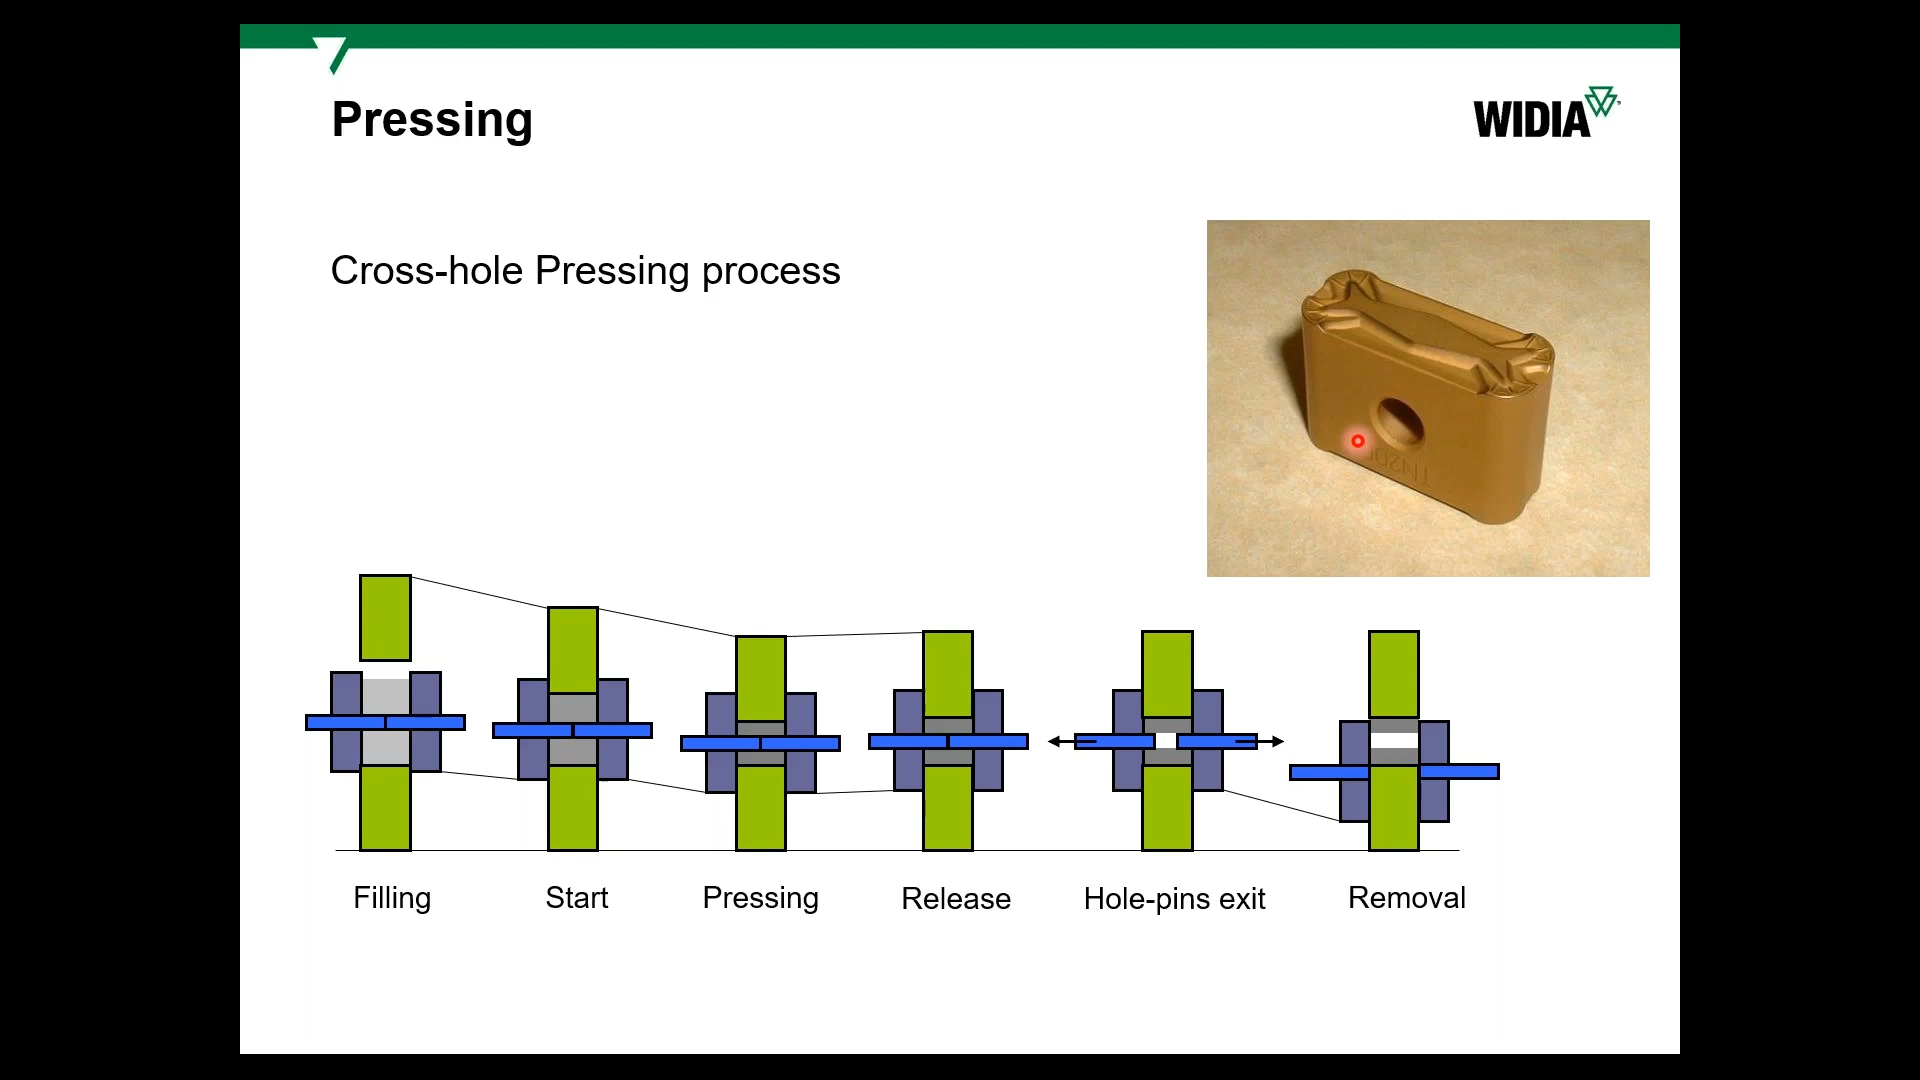 Pressing
WIDIA
Cross-hole Pressing process
Filling
Start
Pressing
Release
Hole-pins exit
Removal